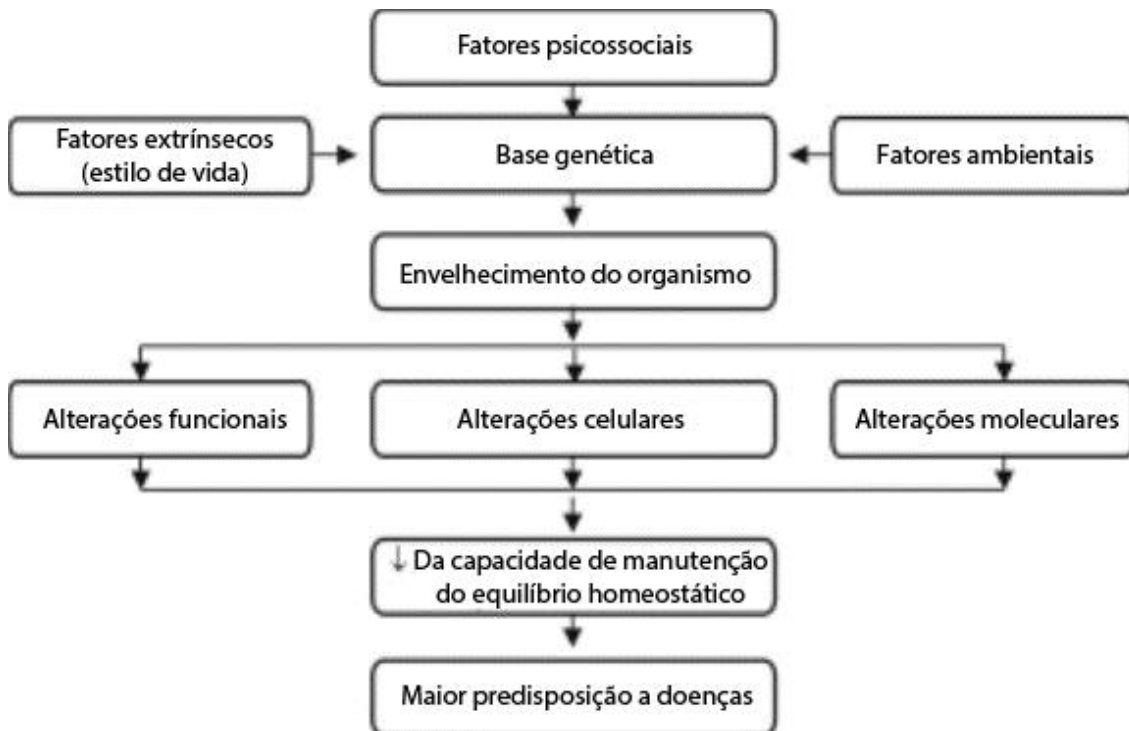 Fatores psicossociais
Fatores extrínsecos
(estilo de vida)
Base genética
Fatores ambientais
Envelhecimento do organismo
Alterações funcionais
Alterações celulares
Alterações moleculares
↓ Da capacidade de manutenção
do equilíbrio homeostático
Maior predisposição a doenças